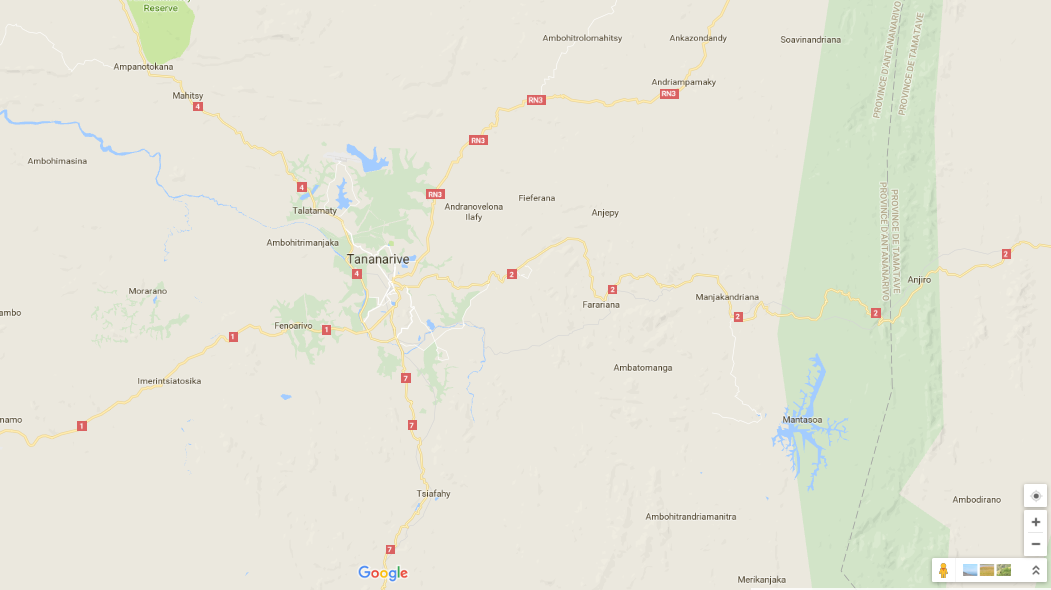 Reserve
Ambohitrolomahitsy
Ankazondandy
Soavinandriana
Ampanotokana
Andriampamaky
Mahitsy
RN3
RN3
4
PROVINCE D'ANTANANARIVO
PROVINCE DE TAMATAVE
RN3
Ambohimasina
4
RN3
Fieferana
Talatamaty
Andranovelona
Ilafy
Anjepy
PROVINCE D'ANTANANARIVO
PROVINCE DE TAMATAVE
Ambohitrimanjaka
Tananarive
2
4
2
Anjiro
Morarano
2
Manjakandriana
Farariana
ambo
2
2
Fenoarivo
1
1
Ambatomanga
Imerintsiatosika
7
namo
1
7
Mantasoa
Tsiafahy
Ambodirano
Ambohitrandriamanitra
7
Google
Merikanjaka